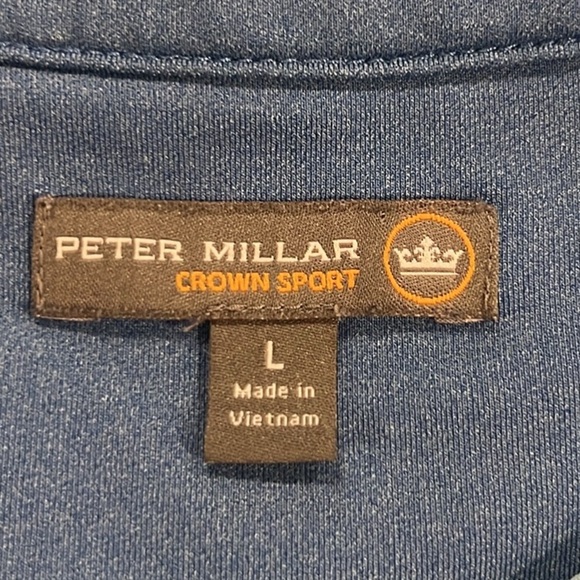 PETER MILLAR
CROWN SPORT
L
Made in
Vietnam